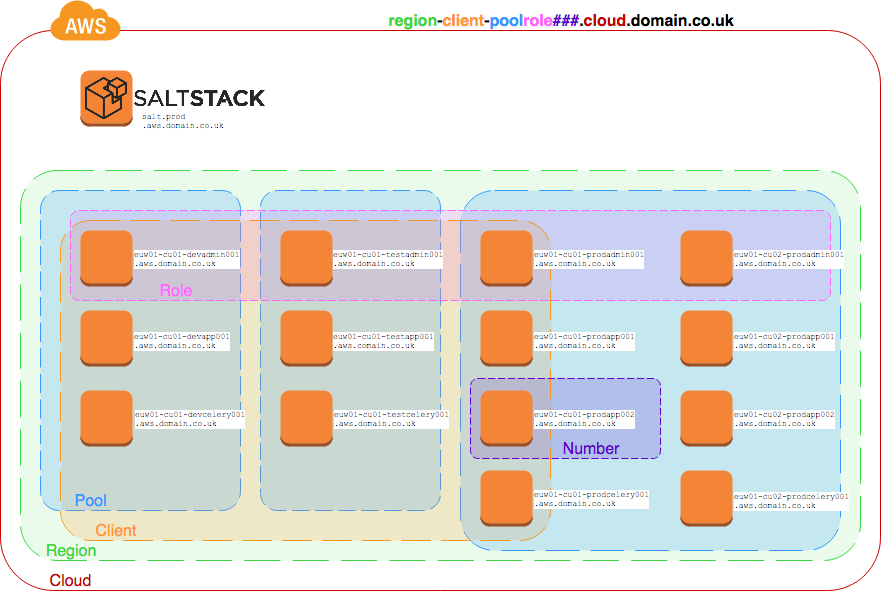 AWS
region-client-poolrole###.cloud.domain.co.uk
SALTSTACK
salt.prod
.aws.domain.co.uk
euw01-cu01-devadmin001
.aws.domain.co.uk
euw01-cu01-testadmin001
.aws.domain.co.uk
euw01-cu01-prodadmin001
.aws.domain.co.uk
euw01-cu02-prodadmin001
.aws.domain.co.uk
Role
euw01-cu01-devapp001
.aws.domain.co.uk
euw01-cu01-testapp001
.aws.domain.co.uk
euw01-cu01-prodapp001
.aws.domain.co.uk
euw01-cu02-prodapp001
.aws.domain.co.uk
euw01-cu01-devcelery001
.aws.domain.co.uk
euw01-cu01-testcelery001
.aws.domain.co.uk
euw01-cu01-prodapp002
.aws.domain.co.uk
euw01-cu02-prodapp002
.aws.domain.co.uk
Number
euw01-cu01-prodcelery001
.aws.domain.co.uk
euw01-cu02-prodcelery001
.aws.domain.co.uk
Pool
Client
Region
Cloud